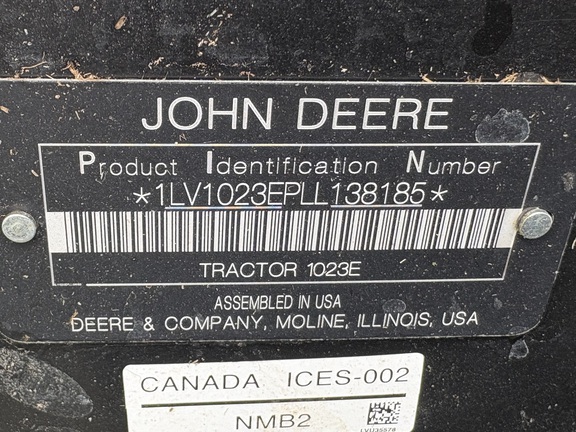 JOHN DEERE
Product Identification Number
*1LV1023EPLL138185*
TRACTOR 1023E
ASSEMBLED IN USA
DEERE & COMPANY, MOLINE, ILLINOIS, USA
CANADA ICES-002
NMB2
LVU35578